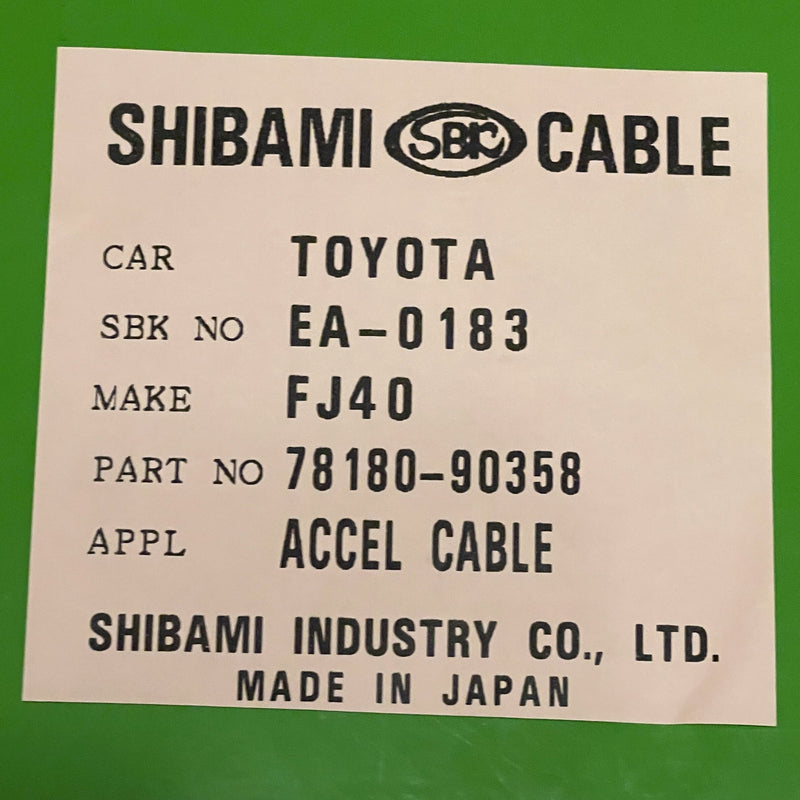 SHIBAMI SBK CABLE
CAR TOYOTA
SBK NO EA-0183
MAKE FJ40
PART NO 78180-90358
APPL ACCEL CABLE
SHIBAMI INDUSTRY CO., LTD.
MADE IN JAPAN